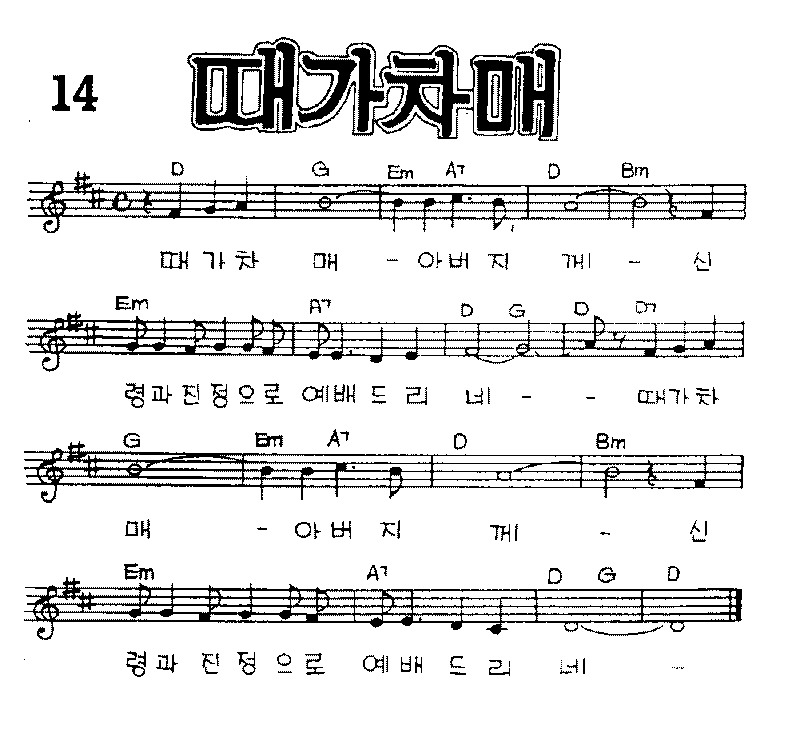 14
때가차매
D G Em A7 D Bm
때 가 차 매 - 아 버 지 께 - 신
Em A7 D G D D7
령 과 진 정 으 로 예 배 드 리 네 - - 때 가 차
G Em A7 D Bm
매 - 아 버 지 께 - 신
Em A7 D G D
령 과 진 정 으 로 예 배 드 리 네 -